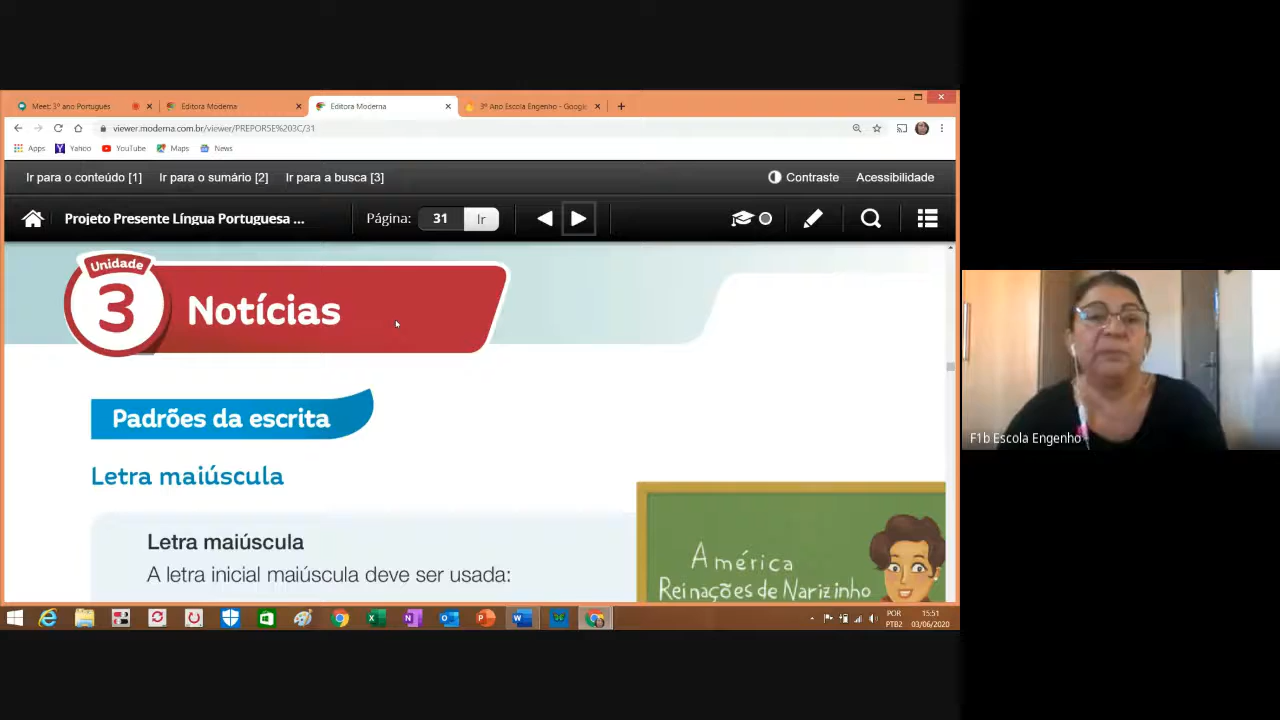 Meet: 3º ano Português
Editora Moderna
Editora Moderna
3º Ano Escola Engenho - Googl
viewer.moderna.com.br/viewer/PREPORSE%203C/31
Apps Yahoo YouTube Maps News
Ir para o conteúdo [1] Ir para o sumário [2] Ir para a busca [3] Contraste Acessibilidade
Projeto Presente Língua Portuguesa ... Página: 31 Ir
Unidade
3 Notícias
Padrões da escrita
Letra maiúscula
Letra maiúscula
A letra inicial maiúscula deve ser usada:
América
Reinações de Narizinho
F1b Escola Engenho
POR
PTB2
15:51
03/06/2020